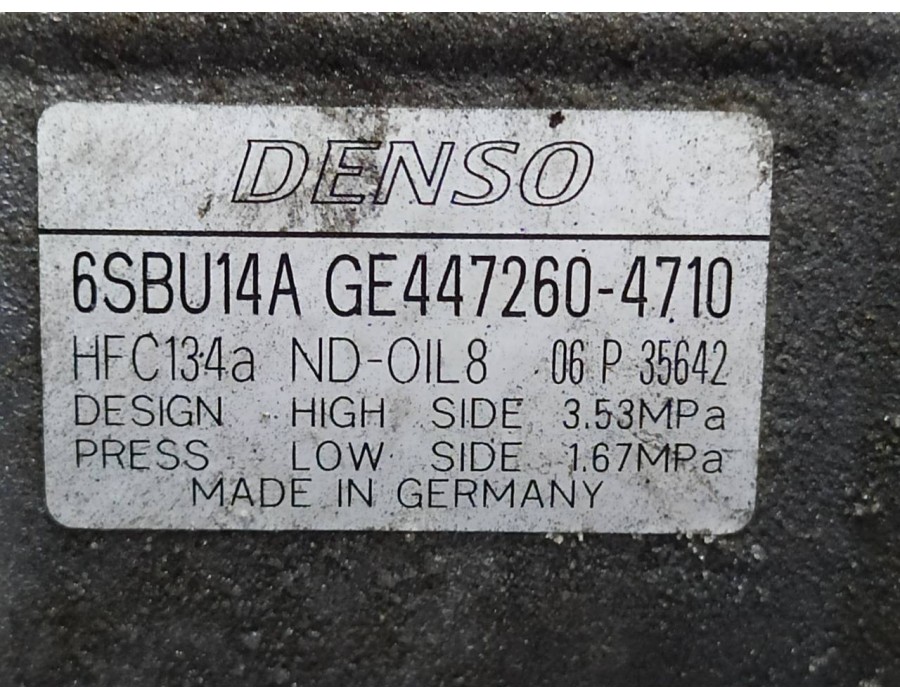 DENSO
6SBU14A GE447260-4710
HFC134a ND-OIL8 06 P 35642
DESIGN HIGH SIDE 3.53MPa
PRESS LOW SIDE 1.67MPa
MADE IN GERMANY